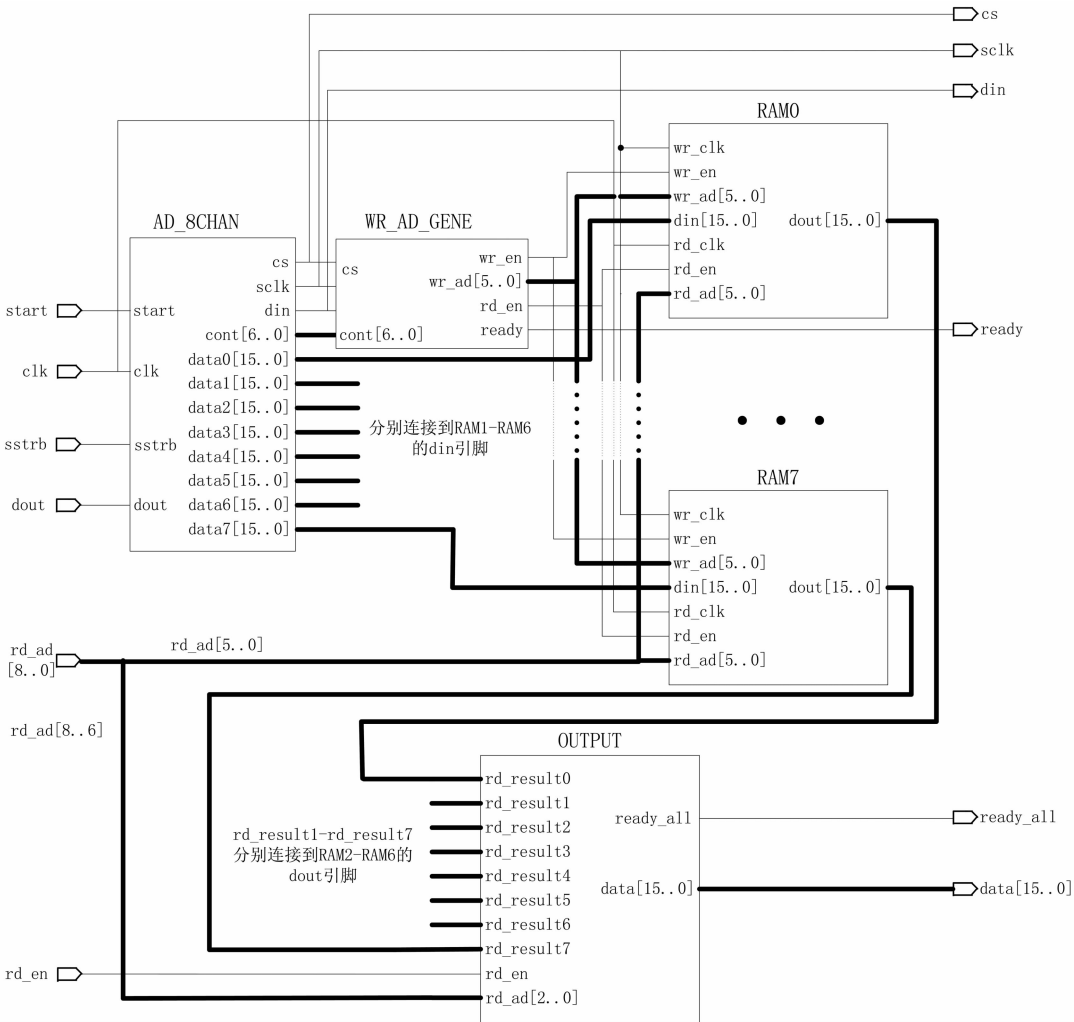 cs
sclk
din
RAM0
wr_clk
wr_en
wr_ad[5..0]
din[15..0] dout[15..0]
rd_clk
rd_en
rd_ad[5..0]
AD_8CHAN
cs
sclk
din
cont[6..0]
data0[15..0]
data1[15..0]
data2[15..0]
data3[15..0]
data4[15..0]
data5[15..0]
data6[15..0]
data7[15..0]
start
clk
sstrb
dout
start
clk
sstrb
dout
WR_AD_GENE
cs
cont[6..0]
wr_en
wr_ad[5..0]
rd_en
ready
ready
分别连接到RAM1-RAM6
的din引脚
RAM7
wr_clk
wr_en
wr_ad[5..0]
din[15..0] dout[15..0]
rd_clk
rd_en
rd_ad[5..0]
rd_ad
[8..0]
rd_ad[5..0]
rd_ad[8..6]
OUTPUT
rd_result0
rd_result1
rd_result2
rd_result3
rd_result4
rd_result5
rd_result6
rd_result7
rd_en
rd_ad[2..0]
ready_all
data[15..0]
ready_all
data[15..0]
rd_result1-rd_result7
分别连接到RAM2-RAM6的
dout引脚
rd_en